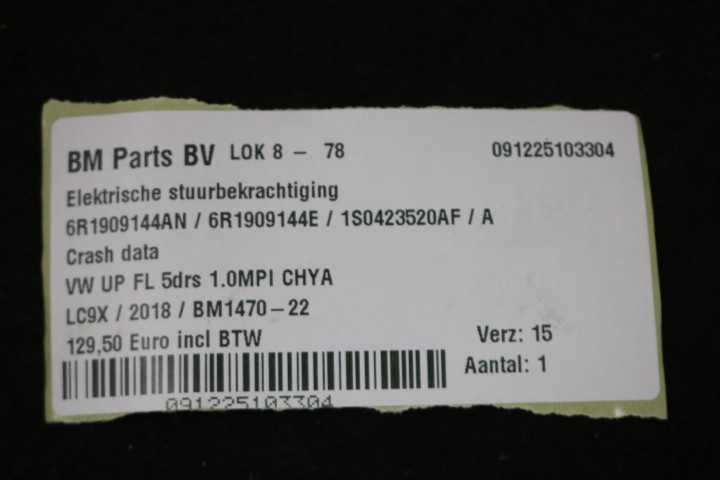 BM Parts BV LOK 8 - 78 091225103304
Elektrische stuurbekrachtiging
6R1909144AN / 6R1909144E / 1S0423520AF / A
Crash data
VW UP FL 5drs 1.0MPI CHYA
LC9X / 2018 / BM1470-22
129,50 Euro incl BTW
Verz: 15
Aantal: 1
091225103304